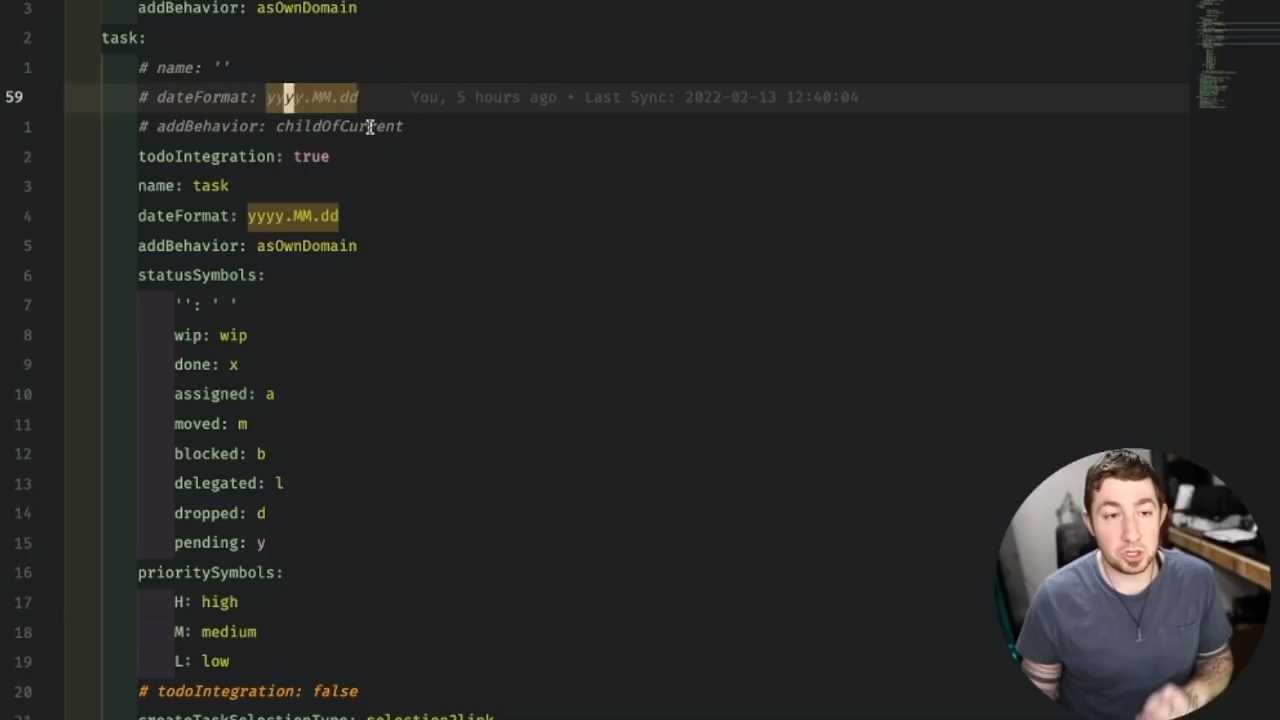 3 addBehavior: asOwnDomain
2 task:
1 # name: ''
59 # dateFormat: yyyy.MM.dd You, 5 hours ago • Last Sync: 2022-02-13 12:40:04
1 # addBehavior: childOfCurrent
2 todoIntegration: true
3 name: task
4 dateFormat: yyyy.MM.dd
5 addBehavior: asOwnDomain
6 statusSymbols:
7 '': ' '
8 wip: wip
9 done: x
10 assigned: a
11 moved: m
12 blocked: b
13 delegated: l
14 dropped: d
15 pending: y
16 prioritySymbols:
17 H: high
18 M: medium
19 L: low
20 # todoIntegration: false
21 createTaskSelectionType: selection2link